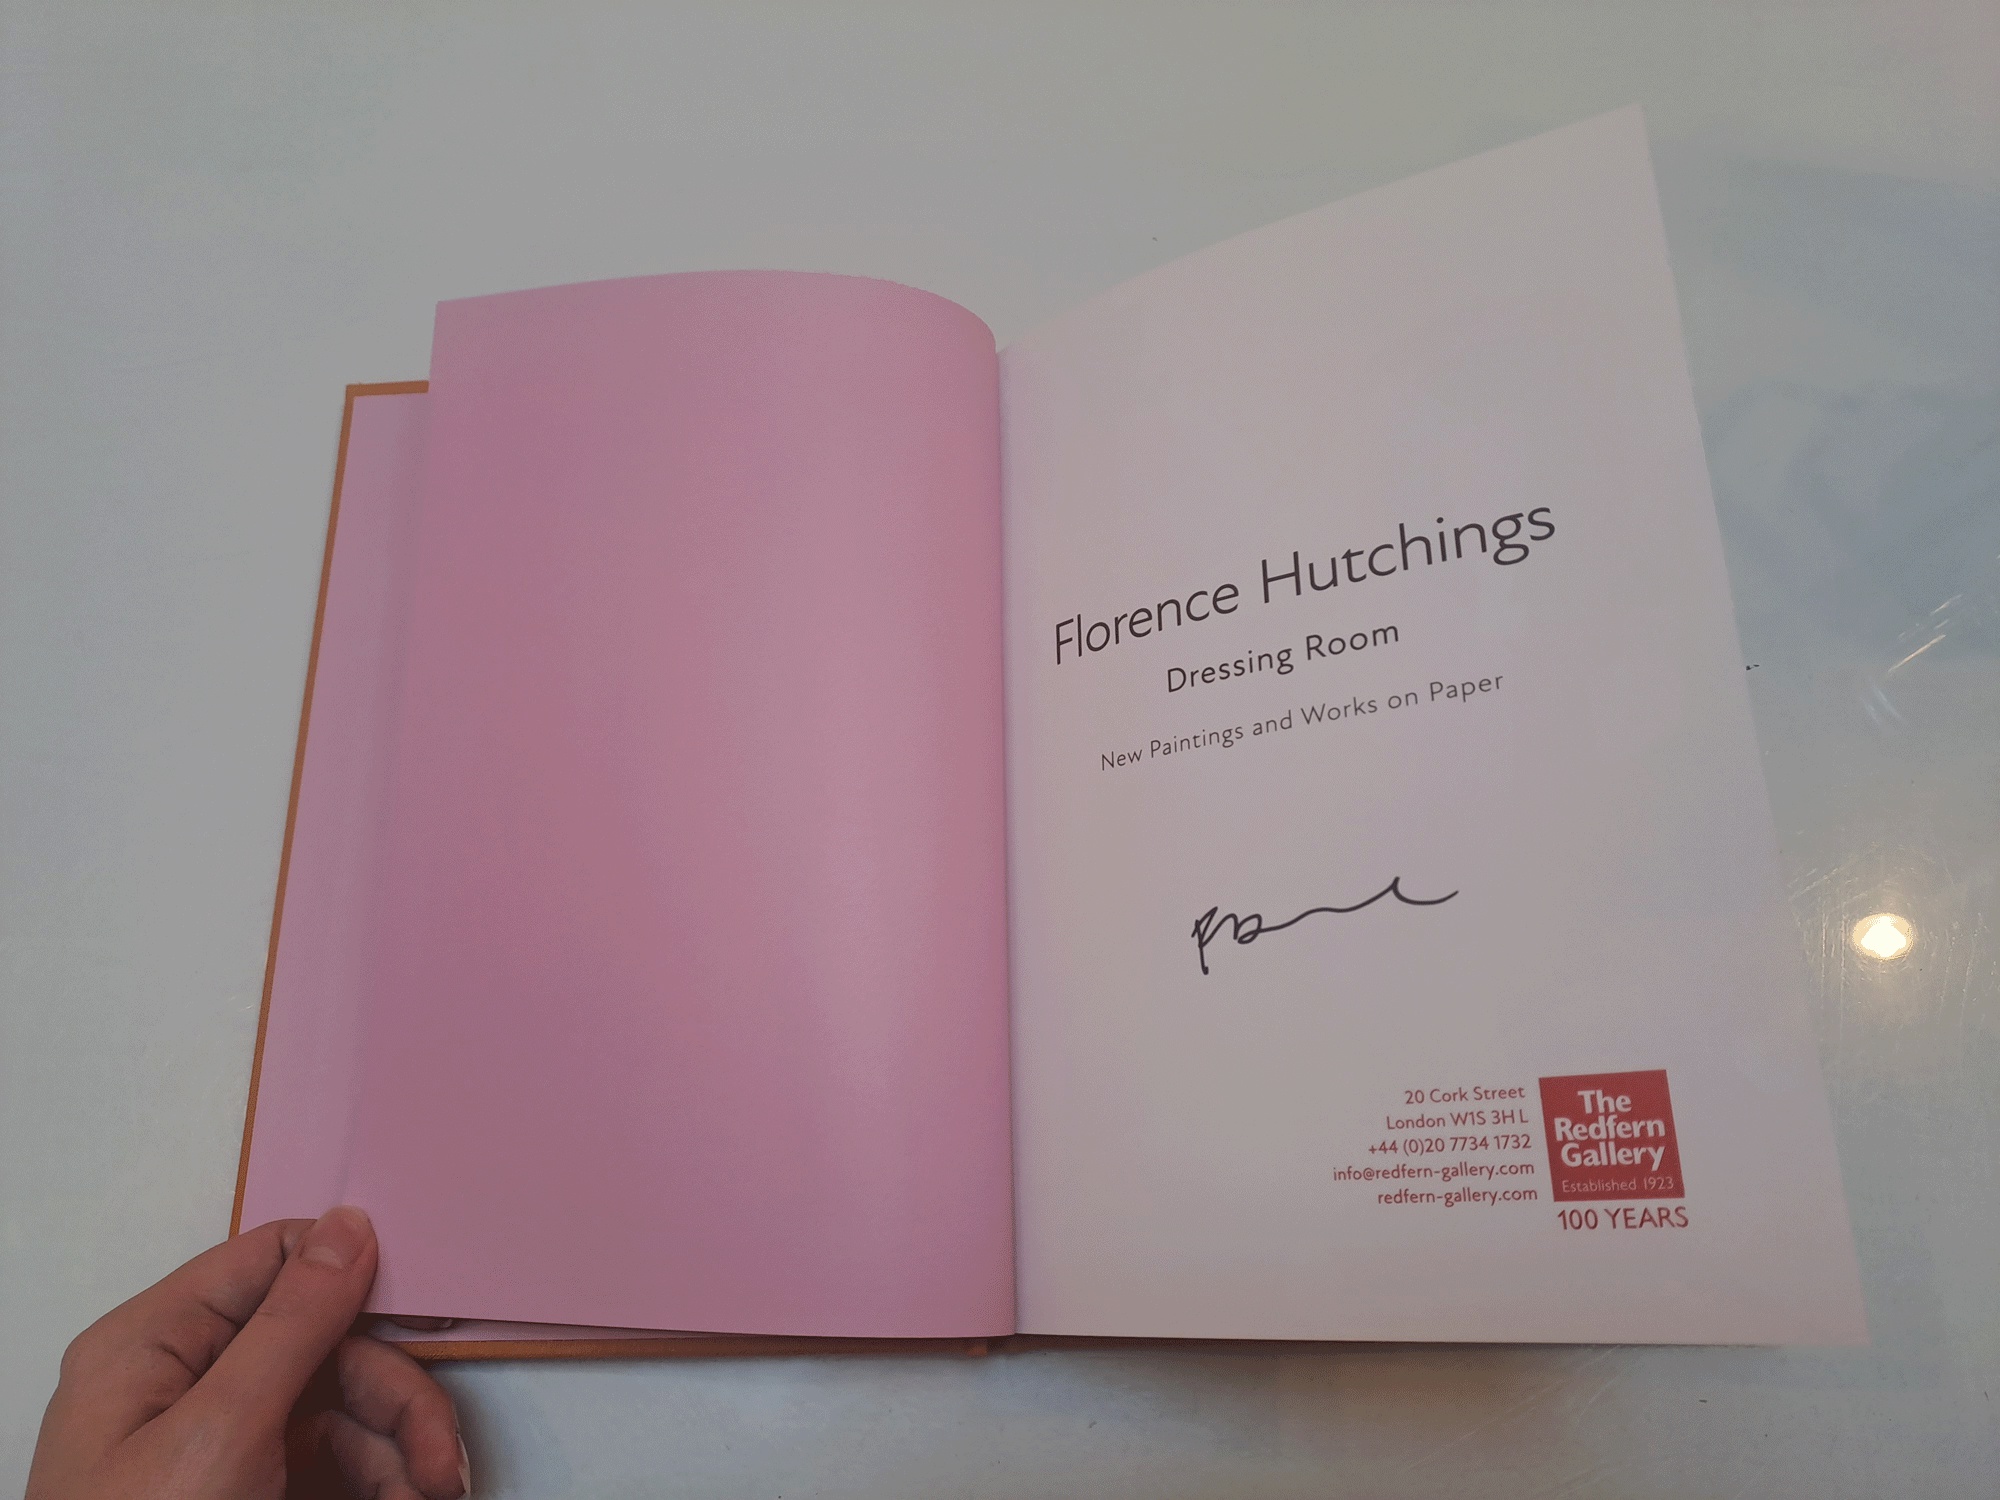 Florence Hutchings
Dressing Room
New Paintings and Works on Paper
20 Cork Street
London W1S 3HL
+44 (0)20 7734 1732
info@redfern-gallery.com
redfern-gallery.com
The
Redfern
Gallery
Established 1923
100 YEARS